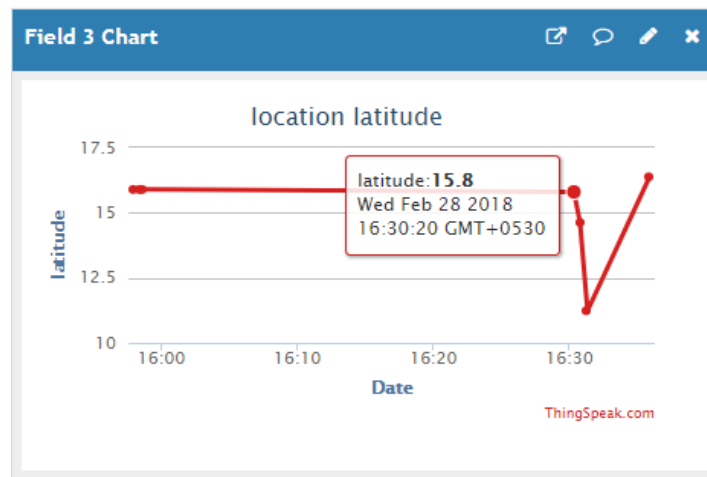 Field 3 Chart
location latitude
17.5
15
12.5
10
latitude
latitude:15.8
Wed Feb 28 2018
16:30:20 GMT+0530
16:00
16:10
16:20
16:30
Date
ThingSpeak.com